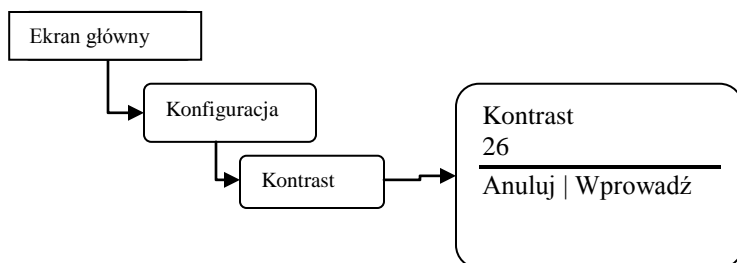 Ekran główny
Konfiguracja
Kontrast
Kontrast
26
Anuluj | Wprowadź